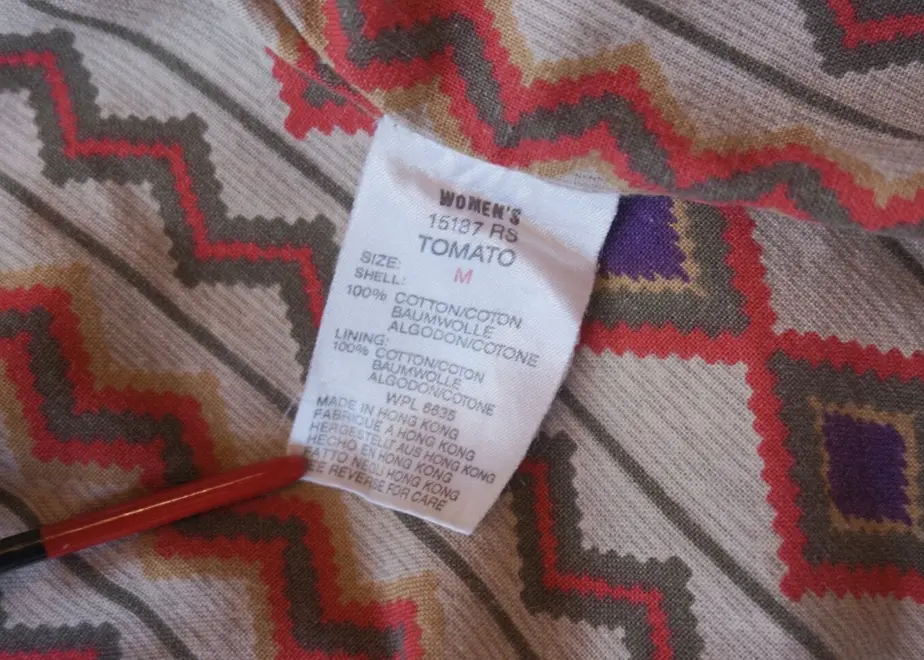 WOMEN'S
15187 RS
TOMATO
SIZE: M
SHELL:
100% COTTON/COTON
BAUMWOLLE
ALGODON/COTONE
LINING:
100% COTTON/COTON
BAUMWOLLE
ALGODON/COTONE
WPL 6635
MADE IN HONG KONG
FABRIQUE A HONG KONG
HERGESTELLT AUS HONG KONG
HECHO EN HONG KONG
FATTO NEGLI HONG KONG
SEE REVERSE FOR CARE